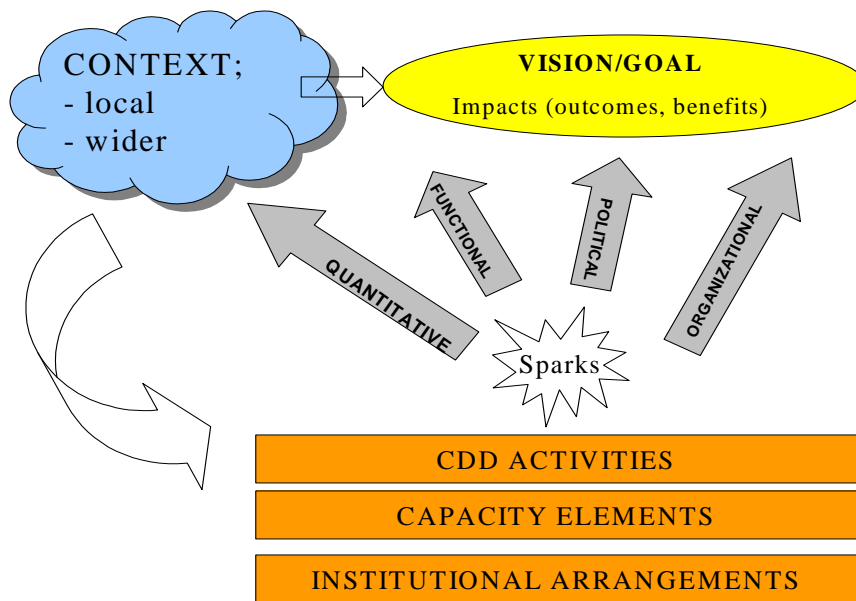 CONTEXT;
- local
- wider
VISION/GOAL
Impacts (outcomes, benefits)
QUANTITATIVE
FUNCTIONAL
POLITICAL
ORGANIZATIONAL
Sparks
CDD ACTIVITIES
CAPACITY ELEMENTS
INSTITUTIONAL ARRANGEMENTS